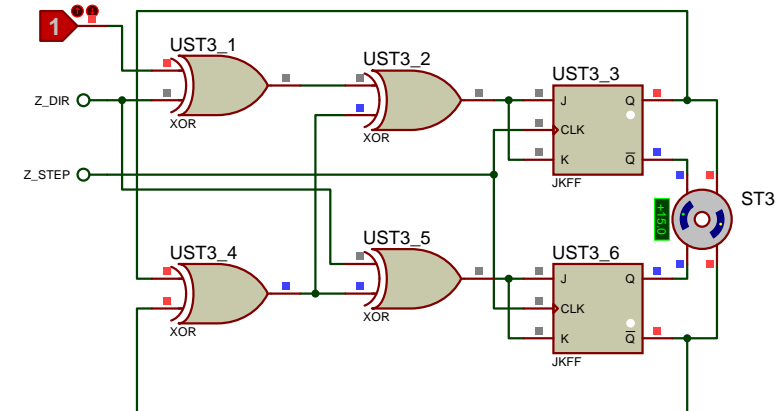 1
UST3_1
XOR
Z_DIR
UST3_2
XOR
UST3_3
J
Q
CLK
K
Q
JKFF
Z_STEP
ST3
+15.0
UST3_4
XOR
UST3_5
XOR
UST3_6
J
Q
CLK
K
Q
JKFF